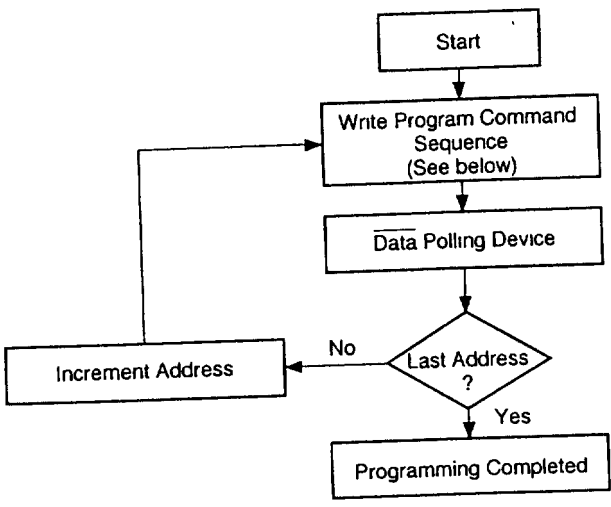 Start
Write Program Command
Sequence
(See below)
Data Polling Device
Last Address
?
No
Increment Address
Yes
Programming Completed